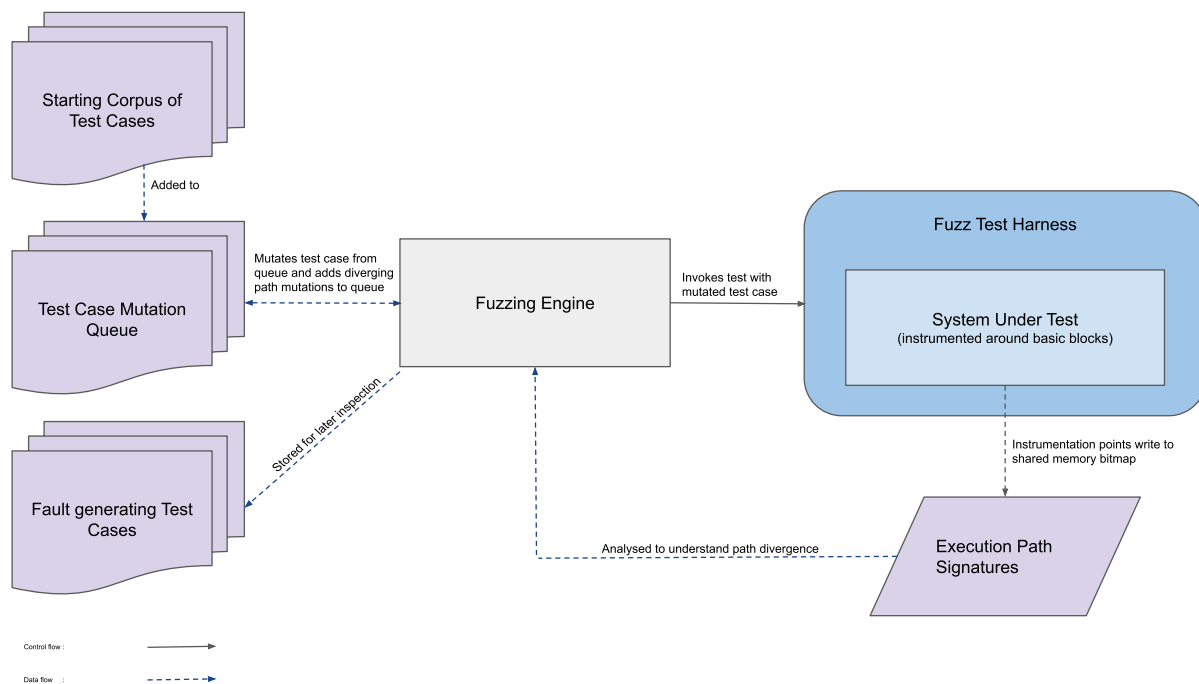 Starting Corpus of
Test Cases
Added to
Test Case Mutation
Queue
Mutates test case from
queue and adds diverging
path mutations to queue
Fuzzing Engine
Invokes test with
mutated test case
Fuzz Test Harness
System Under Test
(instrumented around basic blocks)
Instrumentation points write to
shared memory bitmap
Stored for later inspection
Fault generating Test
Cases
Analysed to understand path divergence
Execution Path
Signatures
Control flow :
Data flow :